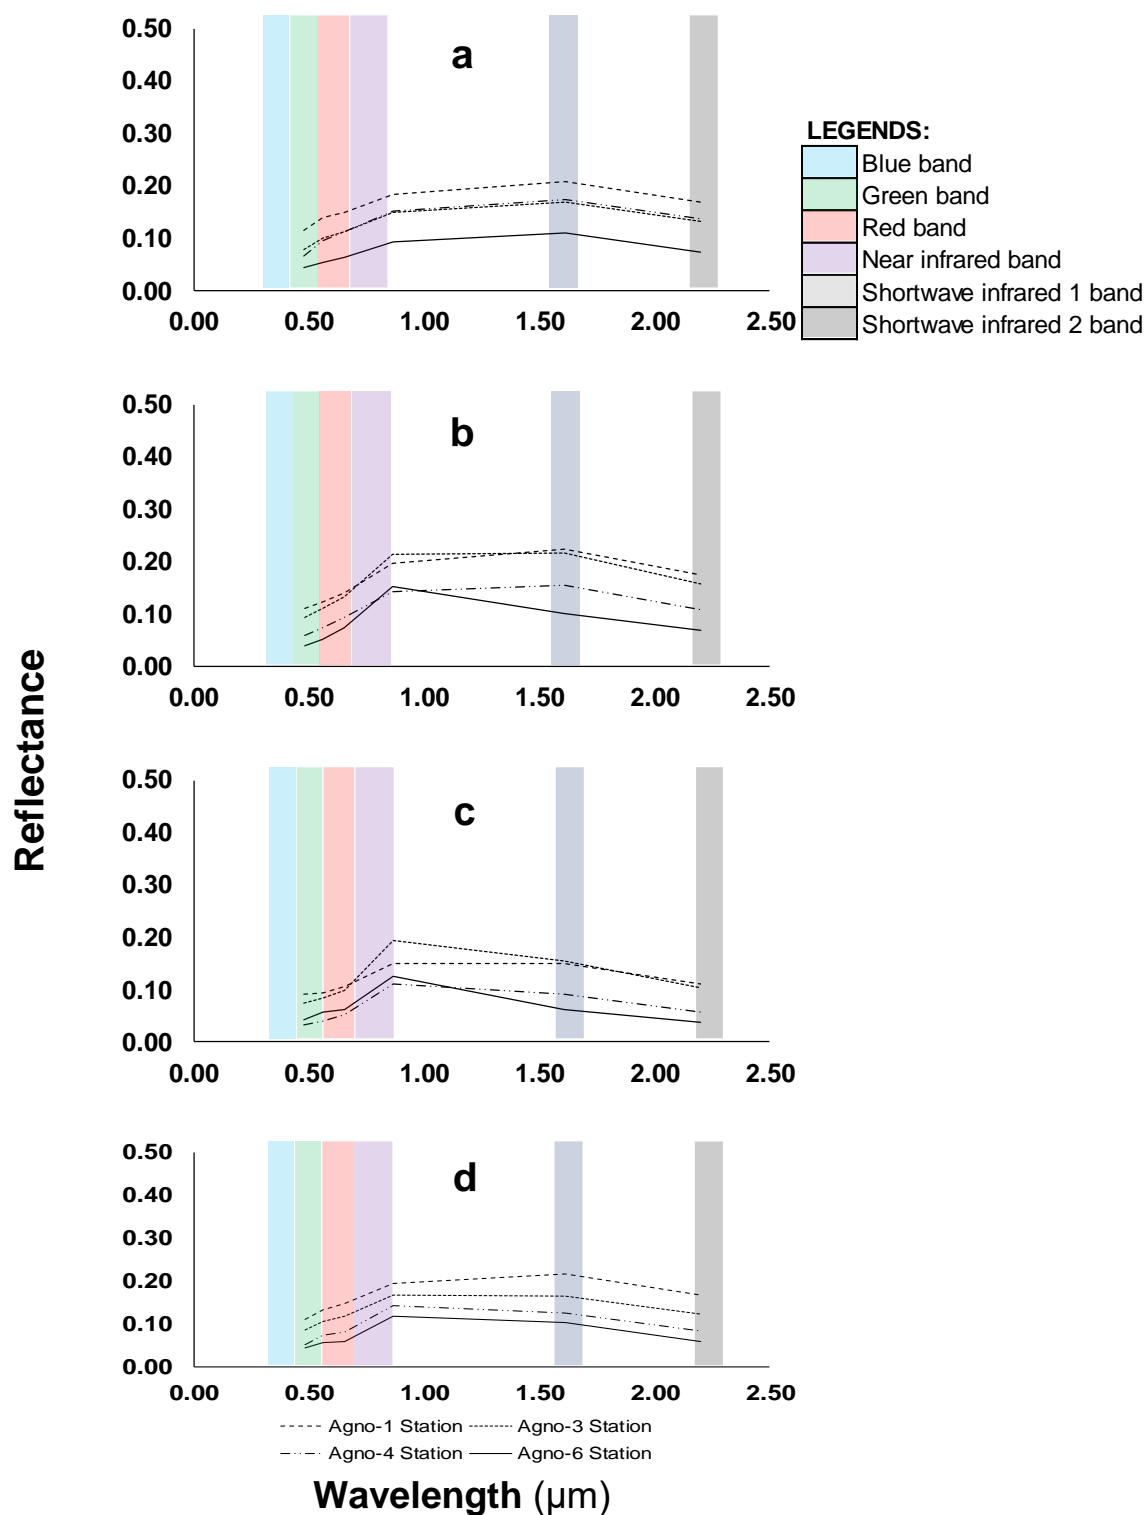 0.50
a
0.40
0.30
0.20
0.10
0.00
0.00 0.50 1.00 1.50 2.00 2.50
LEGENDS:
Blue band
Green band
Red band
Near infrared band
Shortwave infrared 1 band
Shortwave infrared 2 band
0.50
b
0.40
0.30
0.20
0.10
0.00
0.00 0.50 1.00 1.50 2.00 2.50
Reflectance
0.50
c
0.40
0.30
0.20
0.10
0.00
0.00 0.50 1.00 1.50 2.00 2.50
0.50
d
0.40
0.30
0.20
0.10
0.00
0.00 0.50 1.00 1.50 2.00 2.50
Agno-1 Station Agno-3 Station
Agno-4 Station Agno-6 Station
Wavelength (µm)